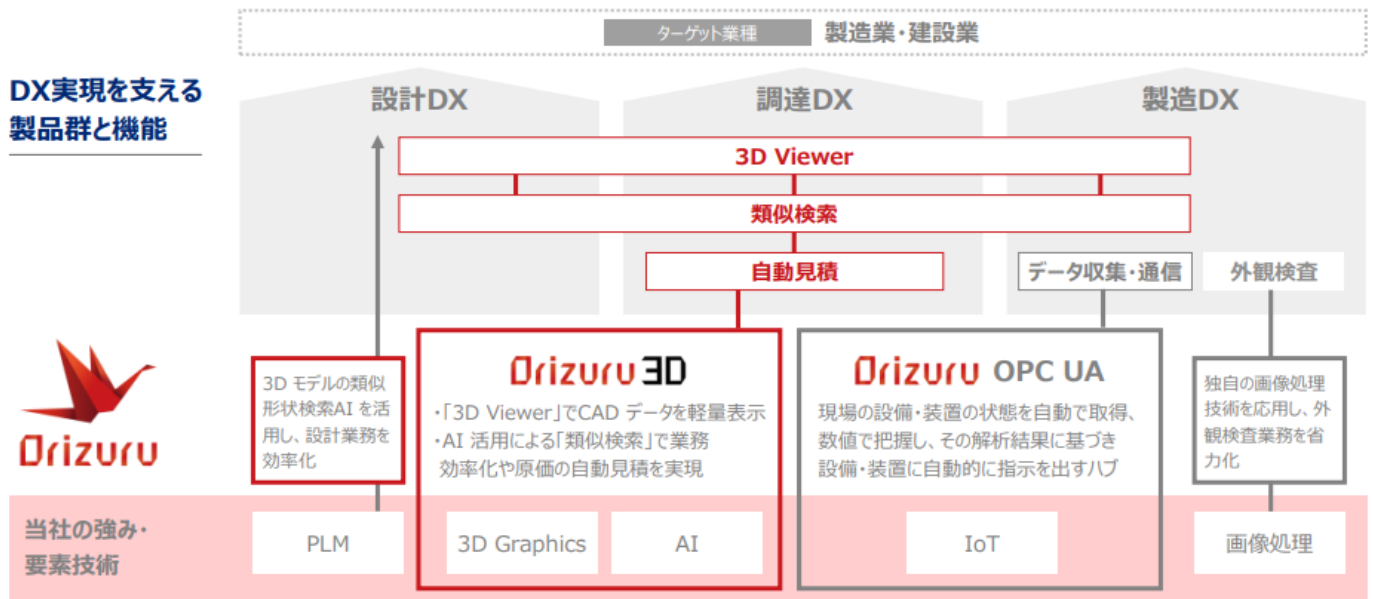 ターゲット業種 製造業・建設業
DX実現を支える
製品群と機能
設計DX
調達DX
製造DX
3D Viewer
類似検索
自動見積
データ収集・通信
外観検査
Orizuru
3D モデルの類似
形状検索AI を活
用し、設計業務を
効率化
Orizuru 3D
・「3D Viewer」でCAD データを軽量表示
・AI 活用による「類似検索」で業務
効率化や原価の自動見積を実現
Orizuru OPC UA
現場の設備・装置の状態を自動で取得、
数値で把握し、その解析結果に基づき
設備・装置に自動的に指示を出すハブ
独自の画像処理
技術を応用し、外
観検査業務を省
力化
当社の強み・
要素技術
PLM
3D Graphics
AI
IoT
画像処理